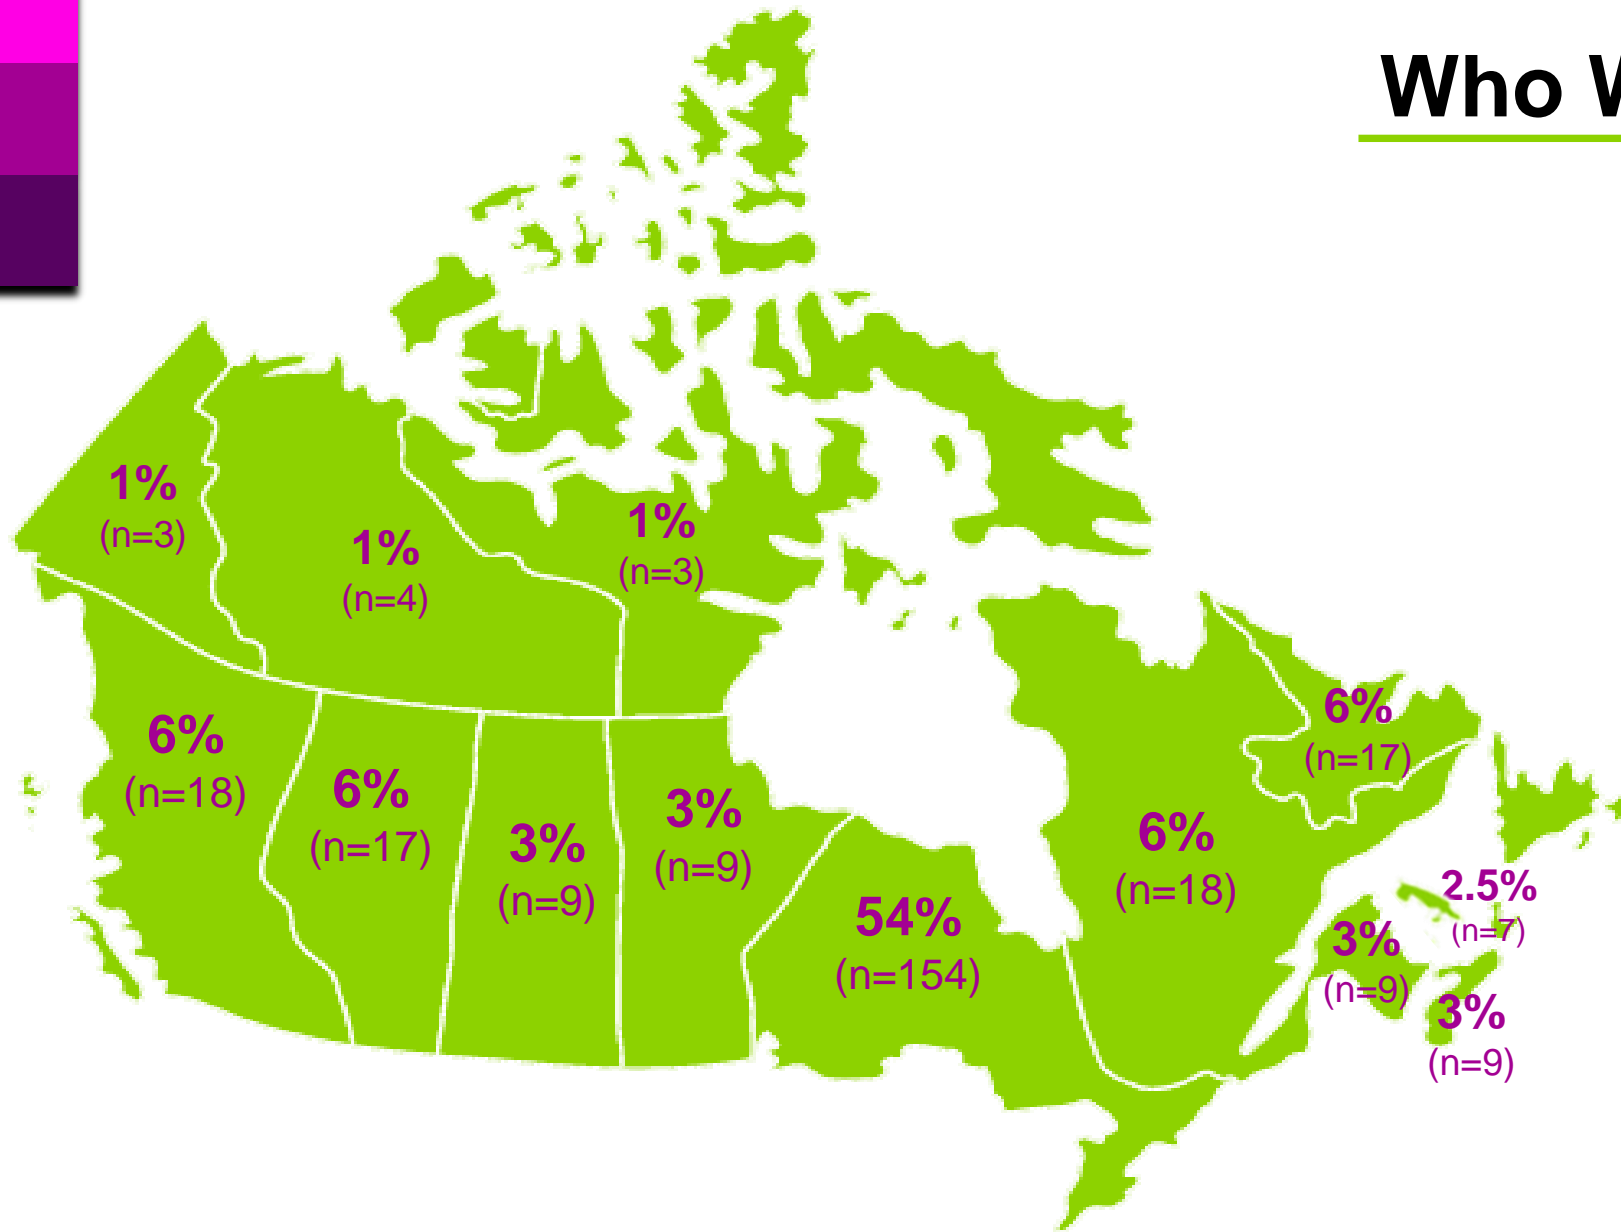 Who W
1%
(n=3)
1%
(n=4)
1%
(n=3)
6%
(n=18)
6%
(n=17)
3%
(n=9)
3%
(n=9)
54%
(n=154)
6%
(n=18)
6%
(n=17)
2.5%
(n=7)
3%
(n=9)
3%
(n=9)